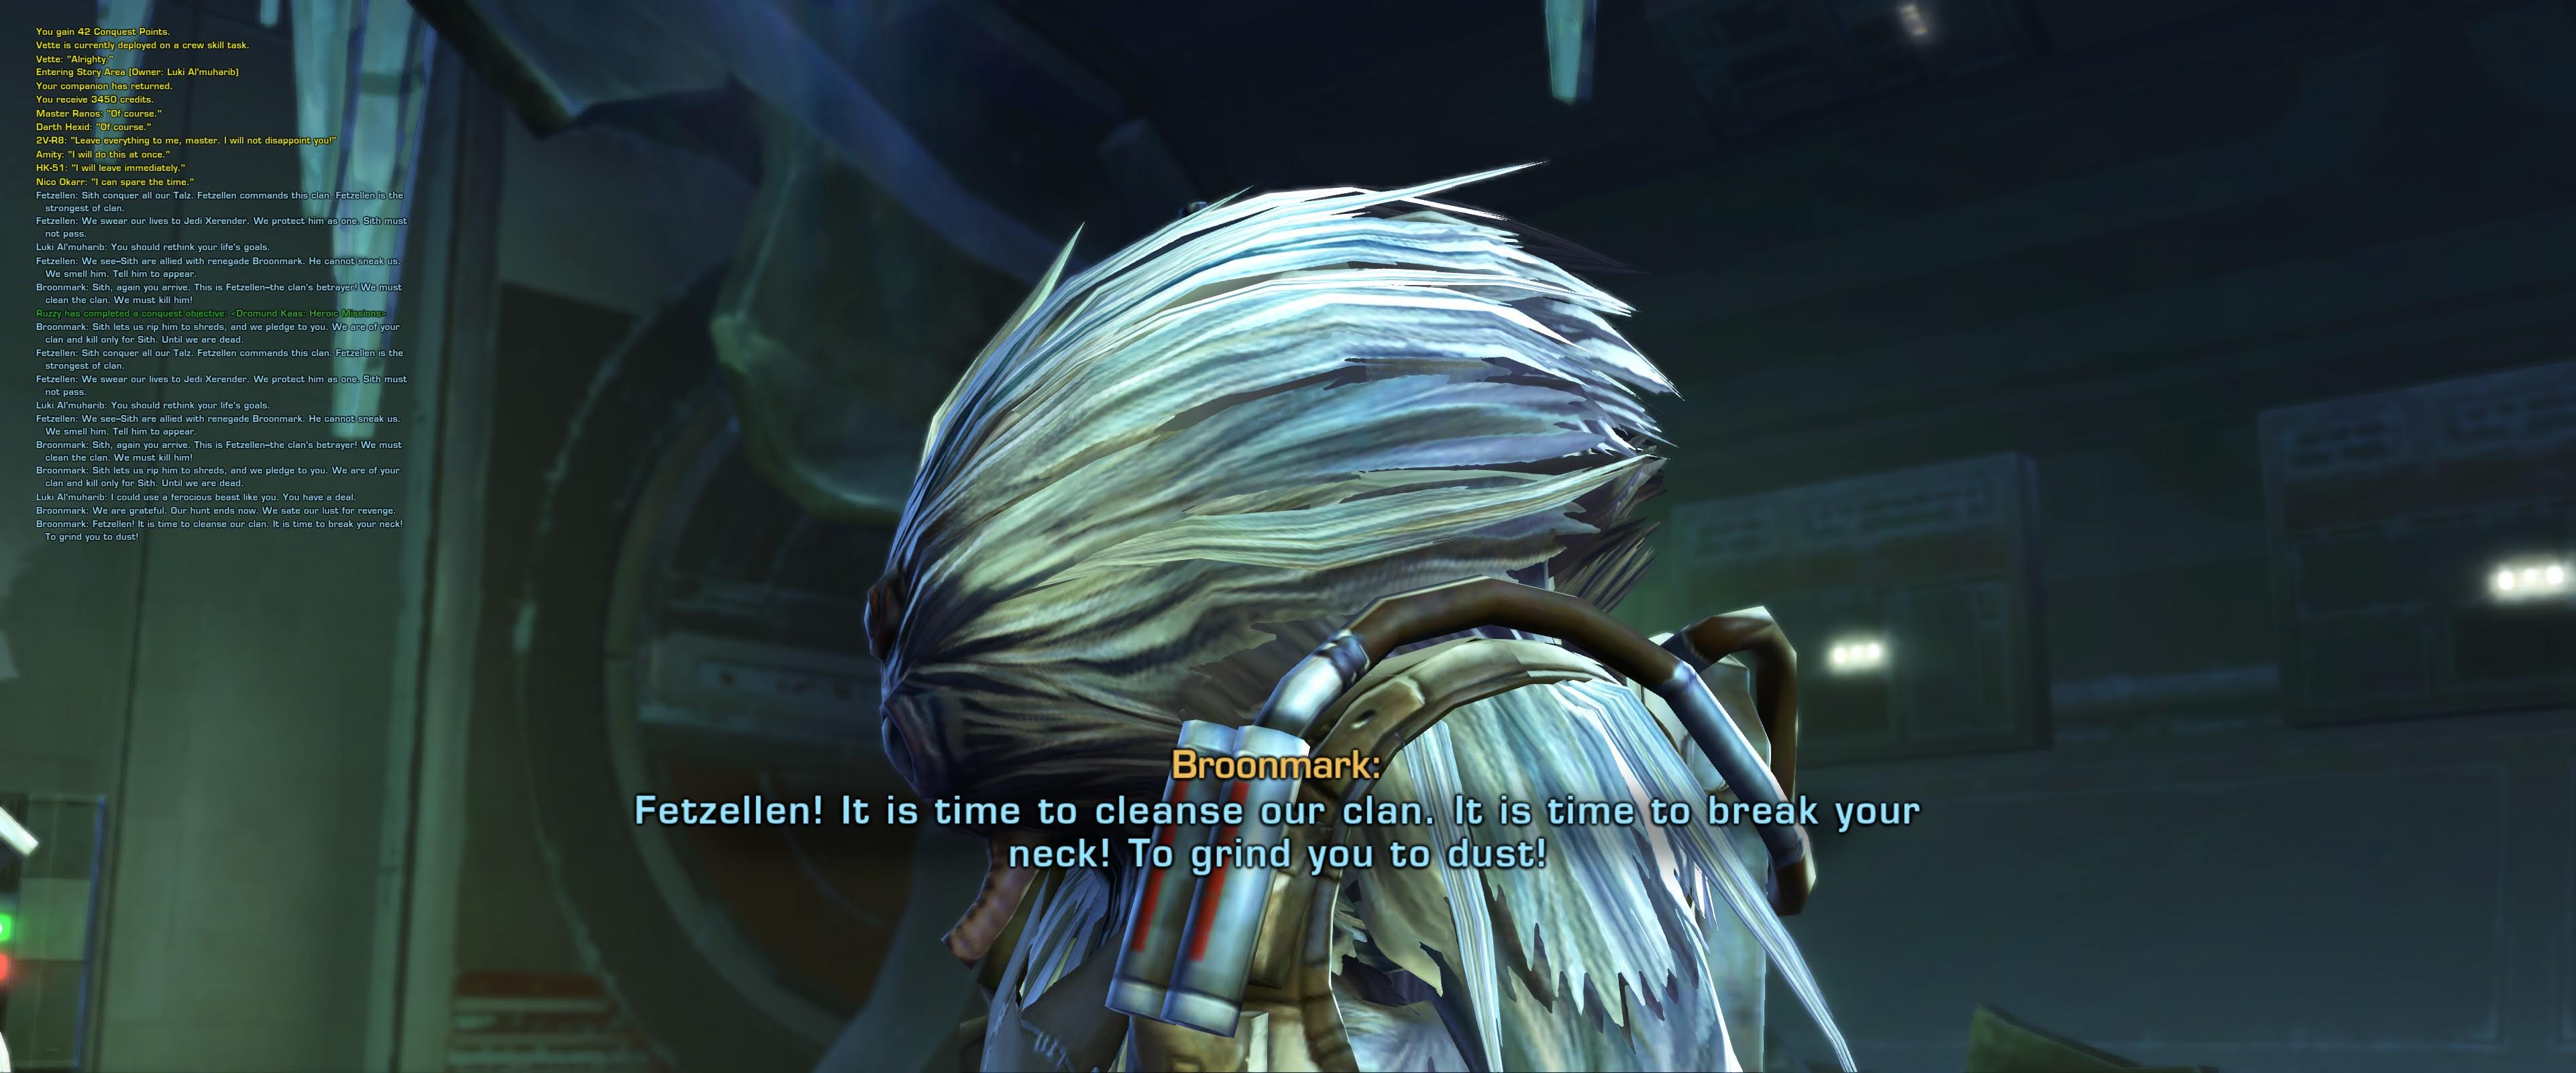 You gain 42 Conquest Points.
Vette is currently deployed on a crew skill task.
Vette: "Alrighty."
Entering Story Area (Owner: Luki Al'muharib)
Your companion has returned.
You receive 3450 credits.
Master Ranos: "Of course."
Darth Hexid: "Of course."
2V-R8: "Leave everything to me, master. I will not disappoint you!"
Amity: "I will do this at once."
HK-51: "I will leave immediately."
Nico Okarr: "I can spare the time."
Fetzellen: Sith conquer all our Talz. Fetzellen commands this clan. Fetzellen is the
strongest of clan.
Fetzellen: We swear our lives to Jedi Xerender. We protect him as one. Sith must
not pass.
Luki Al'muharib: You should rethink your life's goals.
Fetzellen: We see—Sith are allied with renegade Broonmark. He cannot sneak us.
We smell him. Tell him to appear.
Broonmark: Sith, again you arrive. This is Fetzellen—the clan's betrayer! We must
clean the clan. We must kill him!
Ruzzy has completed a conquest objective: <Dromund Kaas: Heroic Missions>
Broonmark: Sith lets us rip him to shreds, and we pledge to you. We are of your
clan and kill only for Sith. Until we are dead.
Fetzellen: Sith conquer all our Talz. Fetzellen commands this clan. Fetzellen is the
strongest of clan.
Fetzellen: We swear our lives to Jedi Xerender. We protect him as one. Sith must
not pass.
Luki Al'muharib: You should rethink your life's goals.
Fetzellen: We see—Sith are allied with renegade Broonmark. He cannot sneak us.
We smell him. Tell him to appear.
Broonmark: Sith, again you arrive. This is Fetzellen—the clan's betrayer! We must
clean the clan. We must kill him!
Broonmark: Sith lets us rip him to shreds, and we pledge to you. We are of your
clan and kill only for Sith. Until we are dead.
Luki Al'muharib: I could use a ferocious beast like you. You have a deal.
Broonmark: We are grateful. Our hunt ends now. We sate our lust for revenge.
Broonmark: Fetzellen! It is time to cleanse our clan. It is time to break your neck!
To grind you to dust!
Broonmark:
Fetzellen! It is time to cleanse our clan. It is time to break your
neck! To grind you to dust!